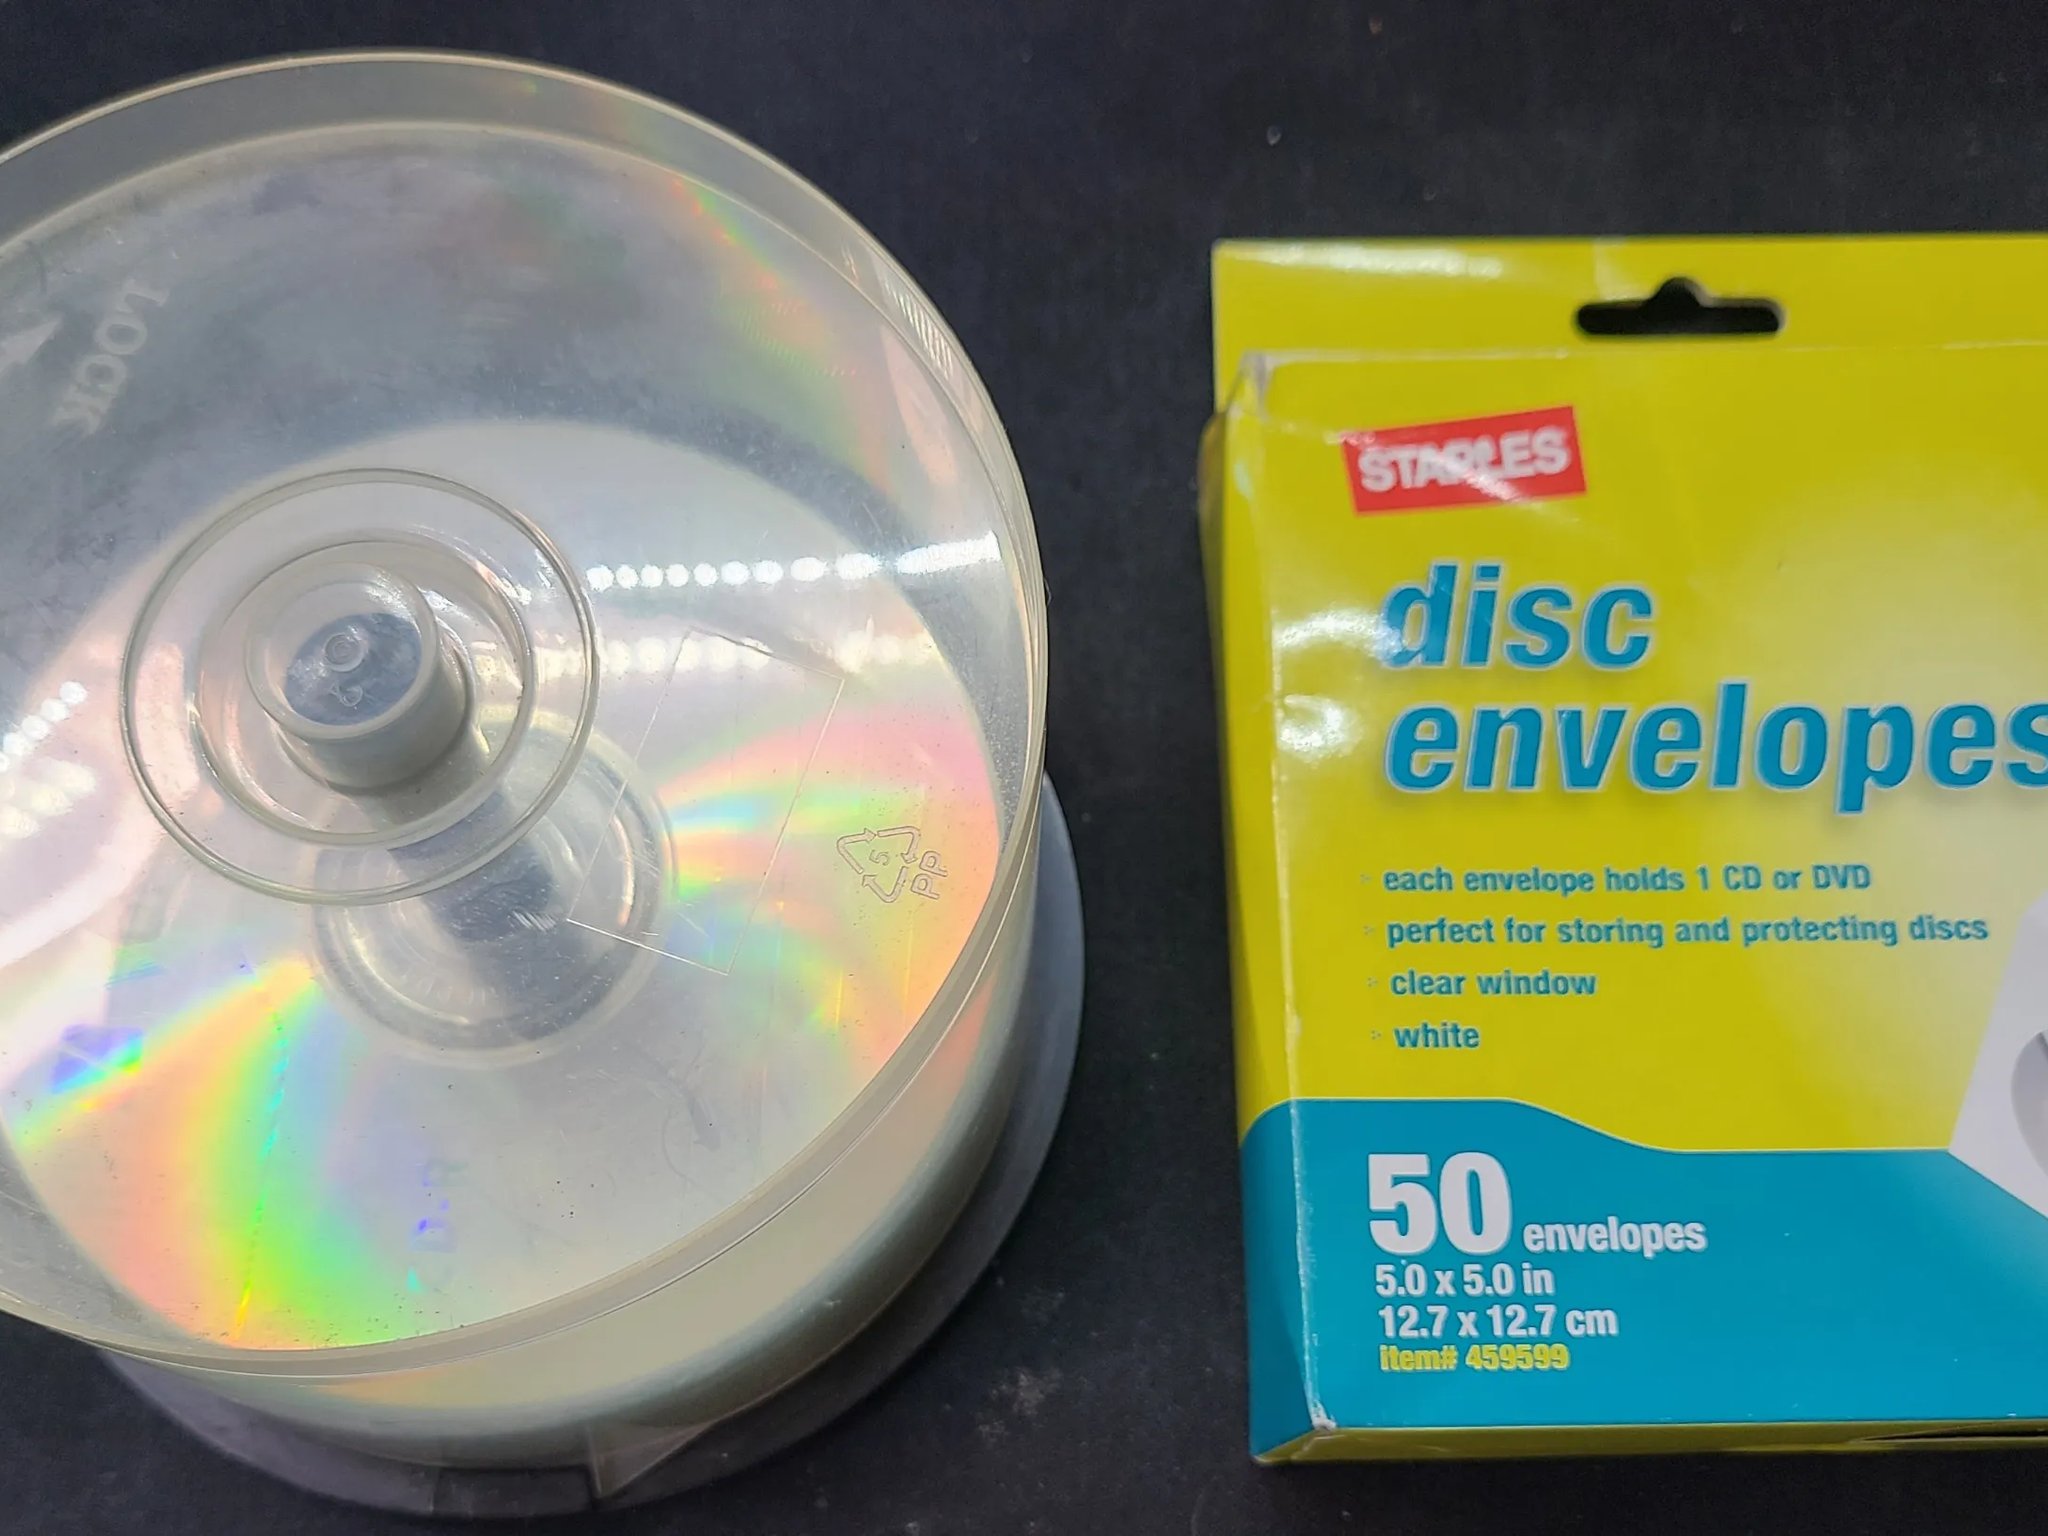 LOCK
5
PP
STAPLES
disc
envelopes
each envelope holds 1 CD or DVD
perfect for storing and protecting discs
clear window
white
50 envelopes
5.0 x 5.0 in
12.7 x 12.7 cm
item# 459599